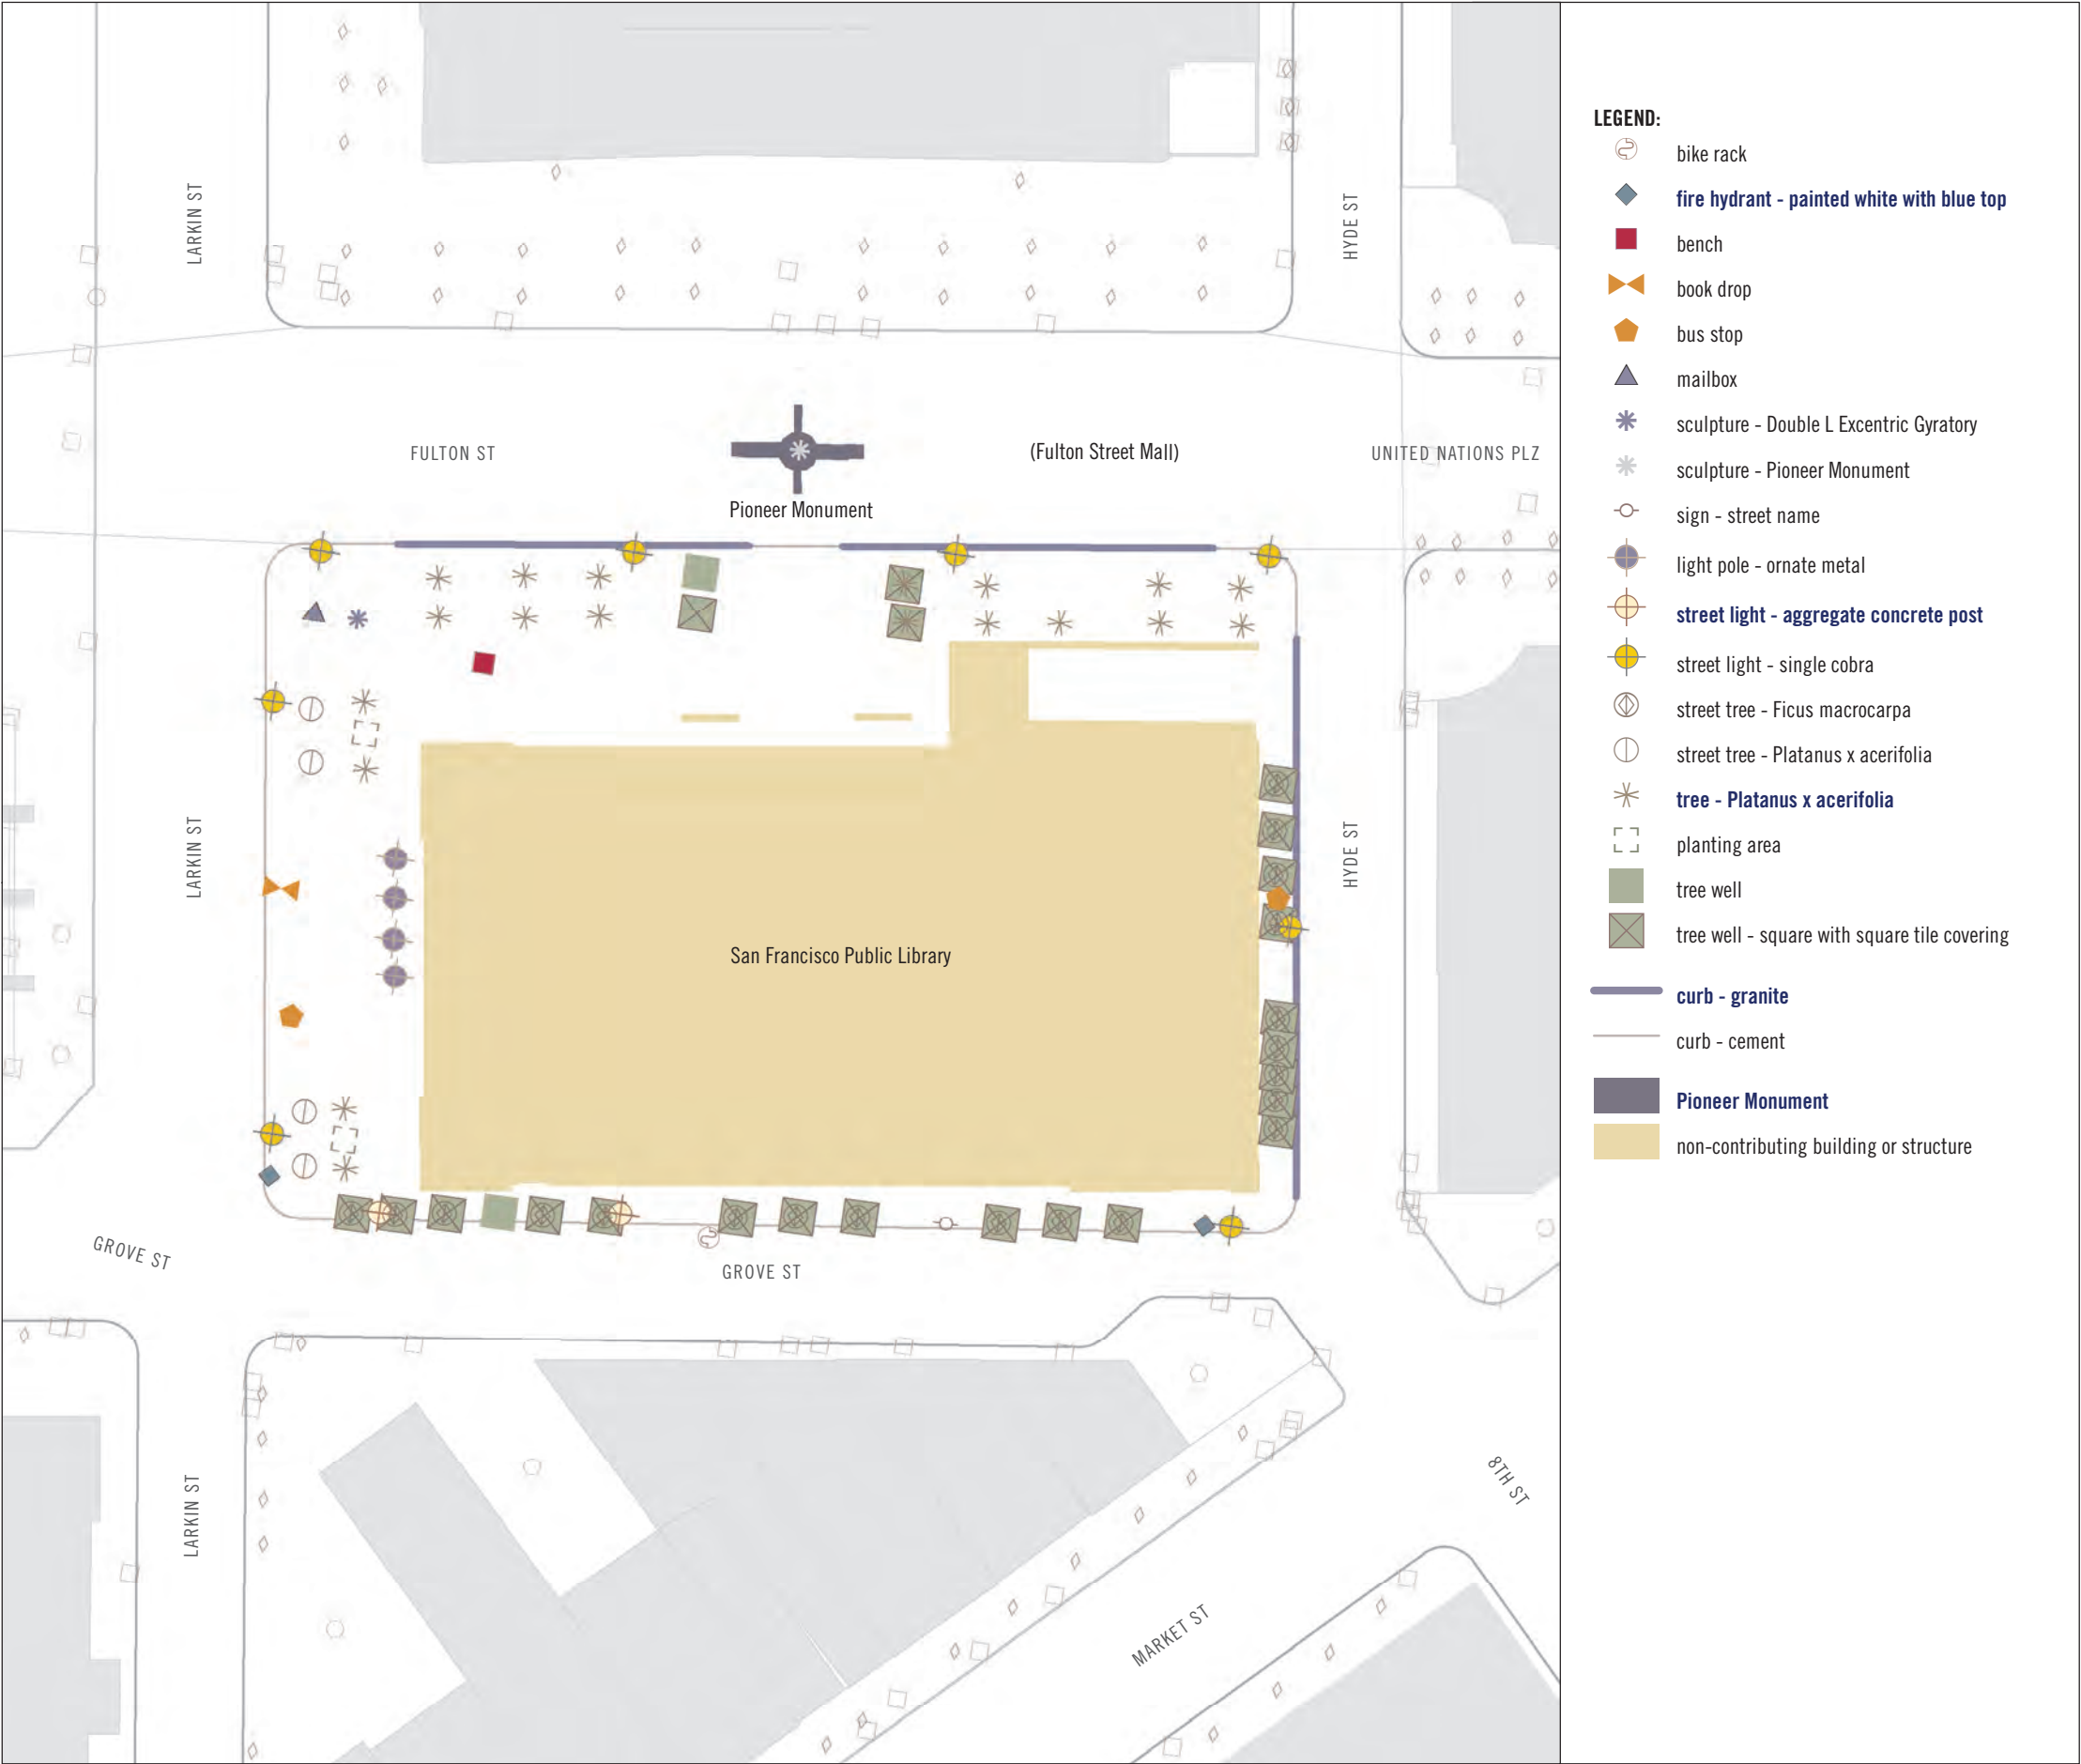 LARKIN ST
HYDE ST
FULTON ST
(Fulton Street Mall)
UNITED NATIONS PLZ
Pioneer Monument
LARKIN ST
HYDE ST
San Francisco Public Library
GROVE ST
GROVE ST
LARKIN ST
8TH ST
MARKET ST
LEGEND:
bike rack
fire hydrant - painted white with blue top
bench
book drop
bus stop
mailbox
sculpture - Double L Excentric Gyratory
sculpture - Pioneer Monument
sign - street name
light pole - ornate metal
street light - aggregate concrete post
street light - single cobra
street tree - Ficus macrocarpa
street tree - Platanus x acerifolia
tree - Platanus x acerifolia
planting area
tree well
tree well - square with square tile covering
curb - granite
curb - cement
Pioneer Monument
non-contributing building or structure